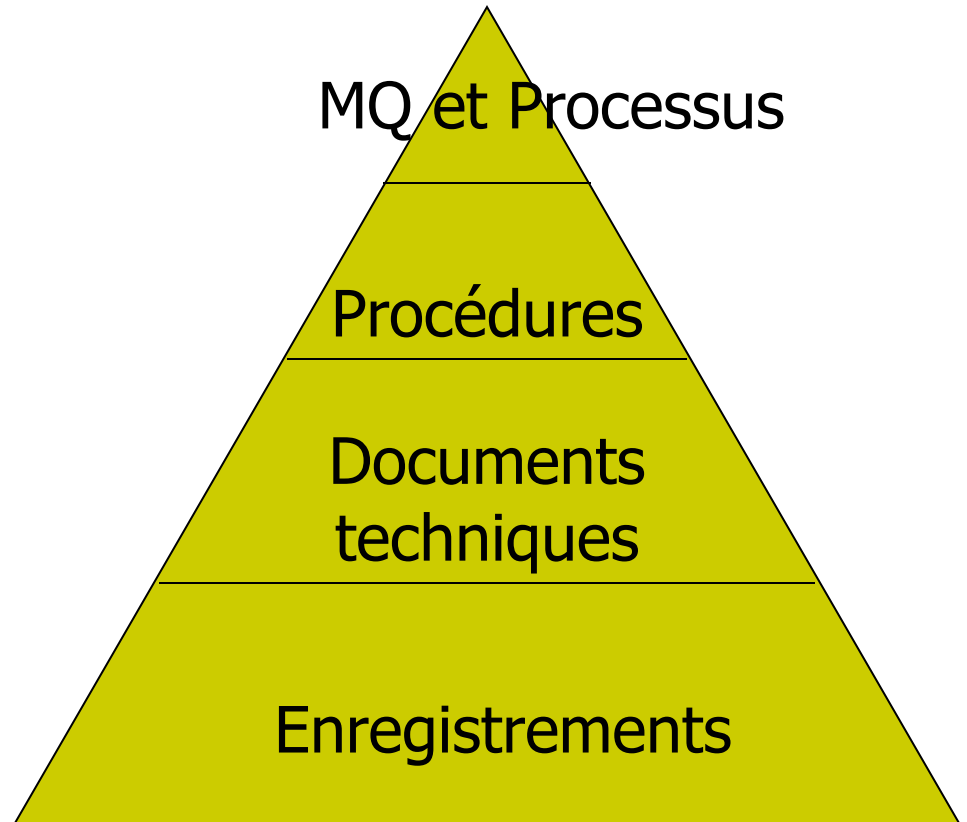 MQ et Processus
Procédures
Documents
techniques
Enregistrements